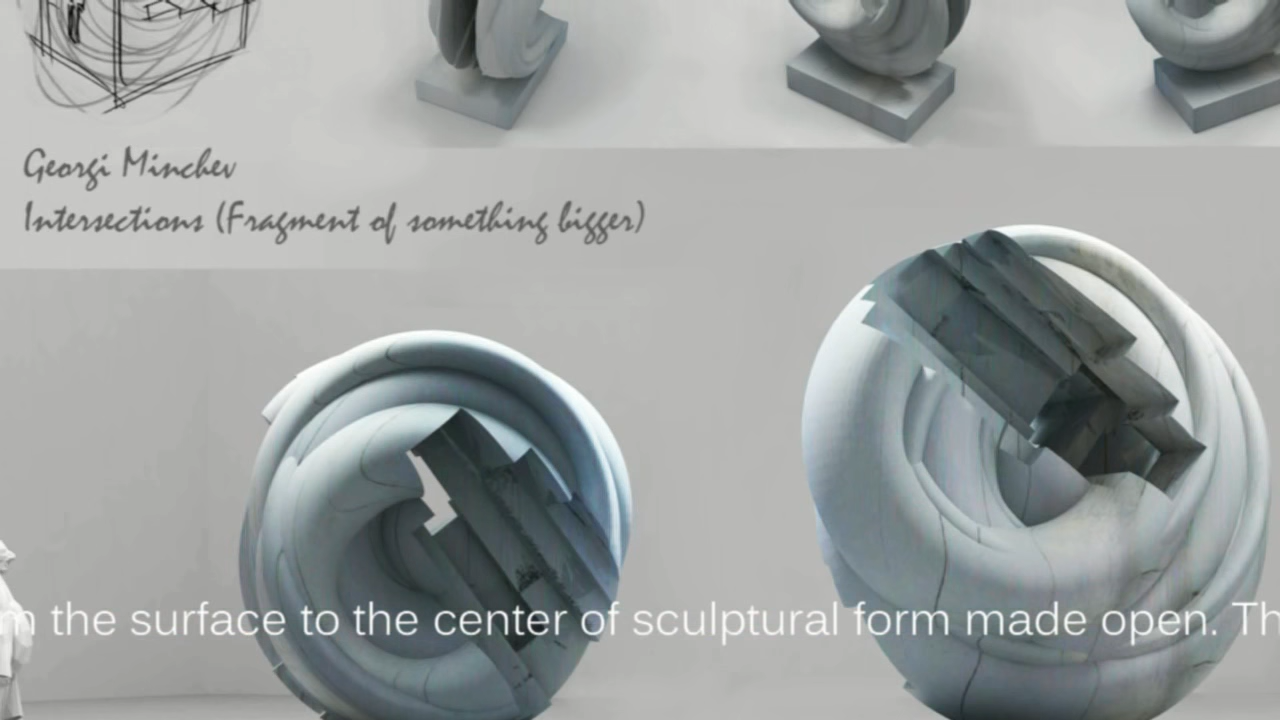 Georgi Minchev
Intersections (Fragment of something bigger)
the surface to the center of sculptural form made open.